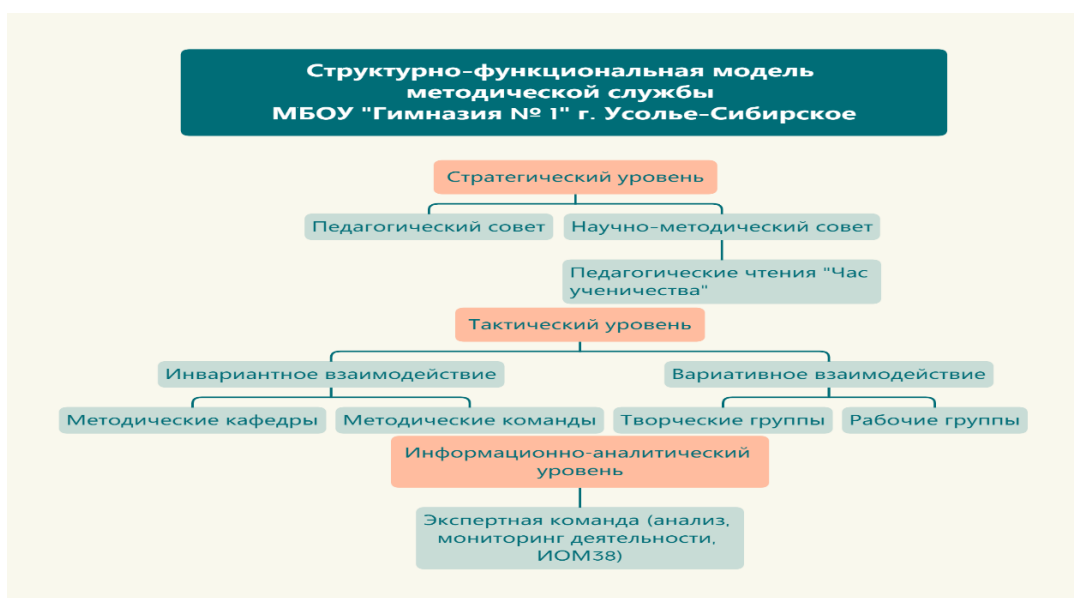 Структурно-функциональная модель
методической службы
МБОУ "Гимназия № 1" г. Усолье-Сибирское
Стратегический уровень
Педагогический совет
Научно-методический совет
Педагогические чтения "Час
ученичества"
Тактический уровень
Инвариантное взаимодействие
Вариативное взаимодействие
Методические кафедры
Методические команды
Творческие группы
Рабочие группы
Информационно-аналитический
уровень
Экспертная команда (анализ,
мониторинг деятельности,
ИОМ38)